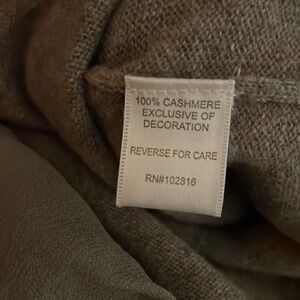 100% CASHMERE
EXCLUSIVE OF
DECORATION
REVERSE FOR CARE
RN#102816